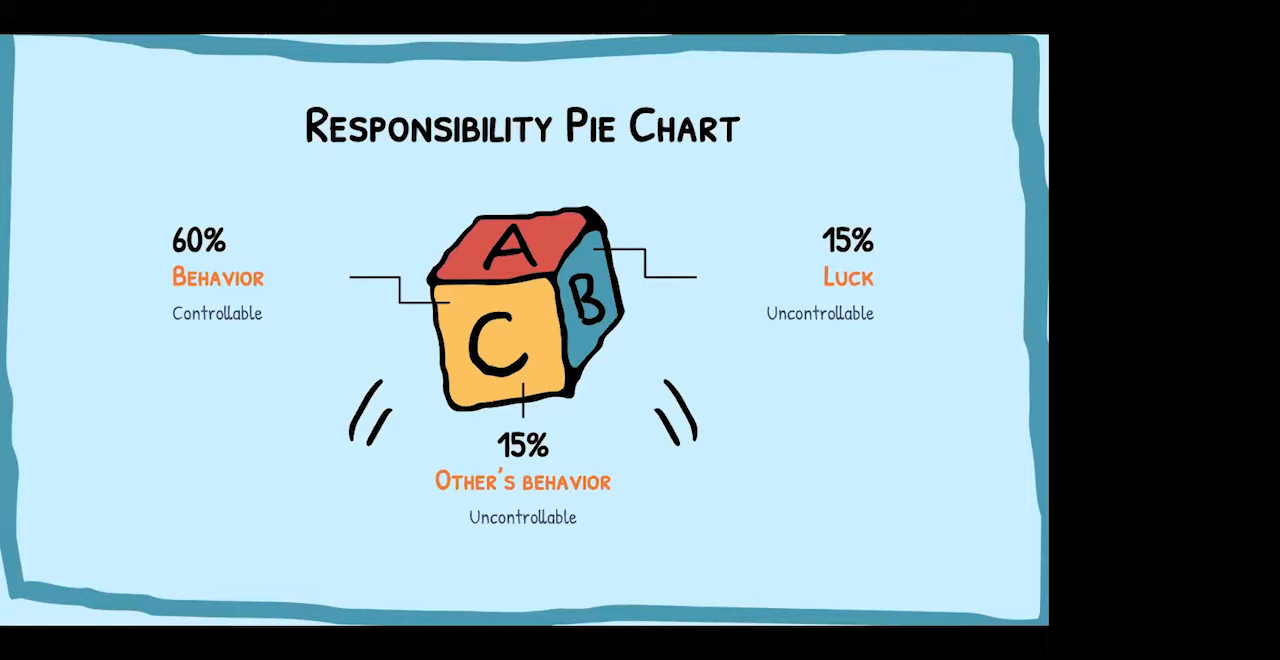 Responsibility Pie Chart
60%
Behavior
Controllable
15%
Luck
Uncontrollable
A
B
C
15%
Other's behavior
Uncontrollable